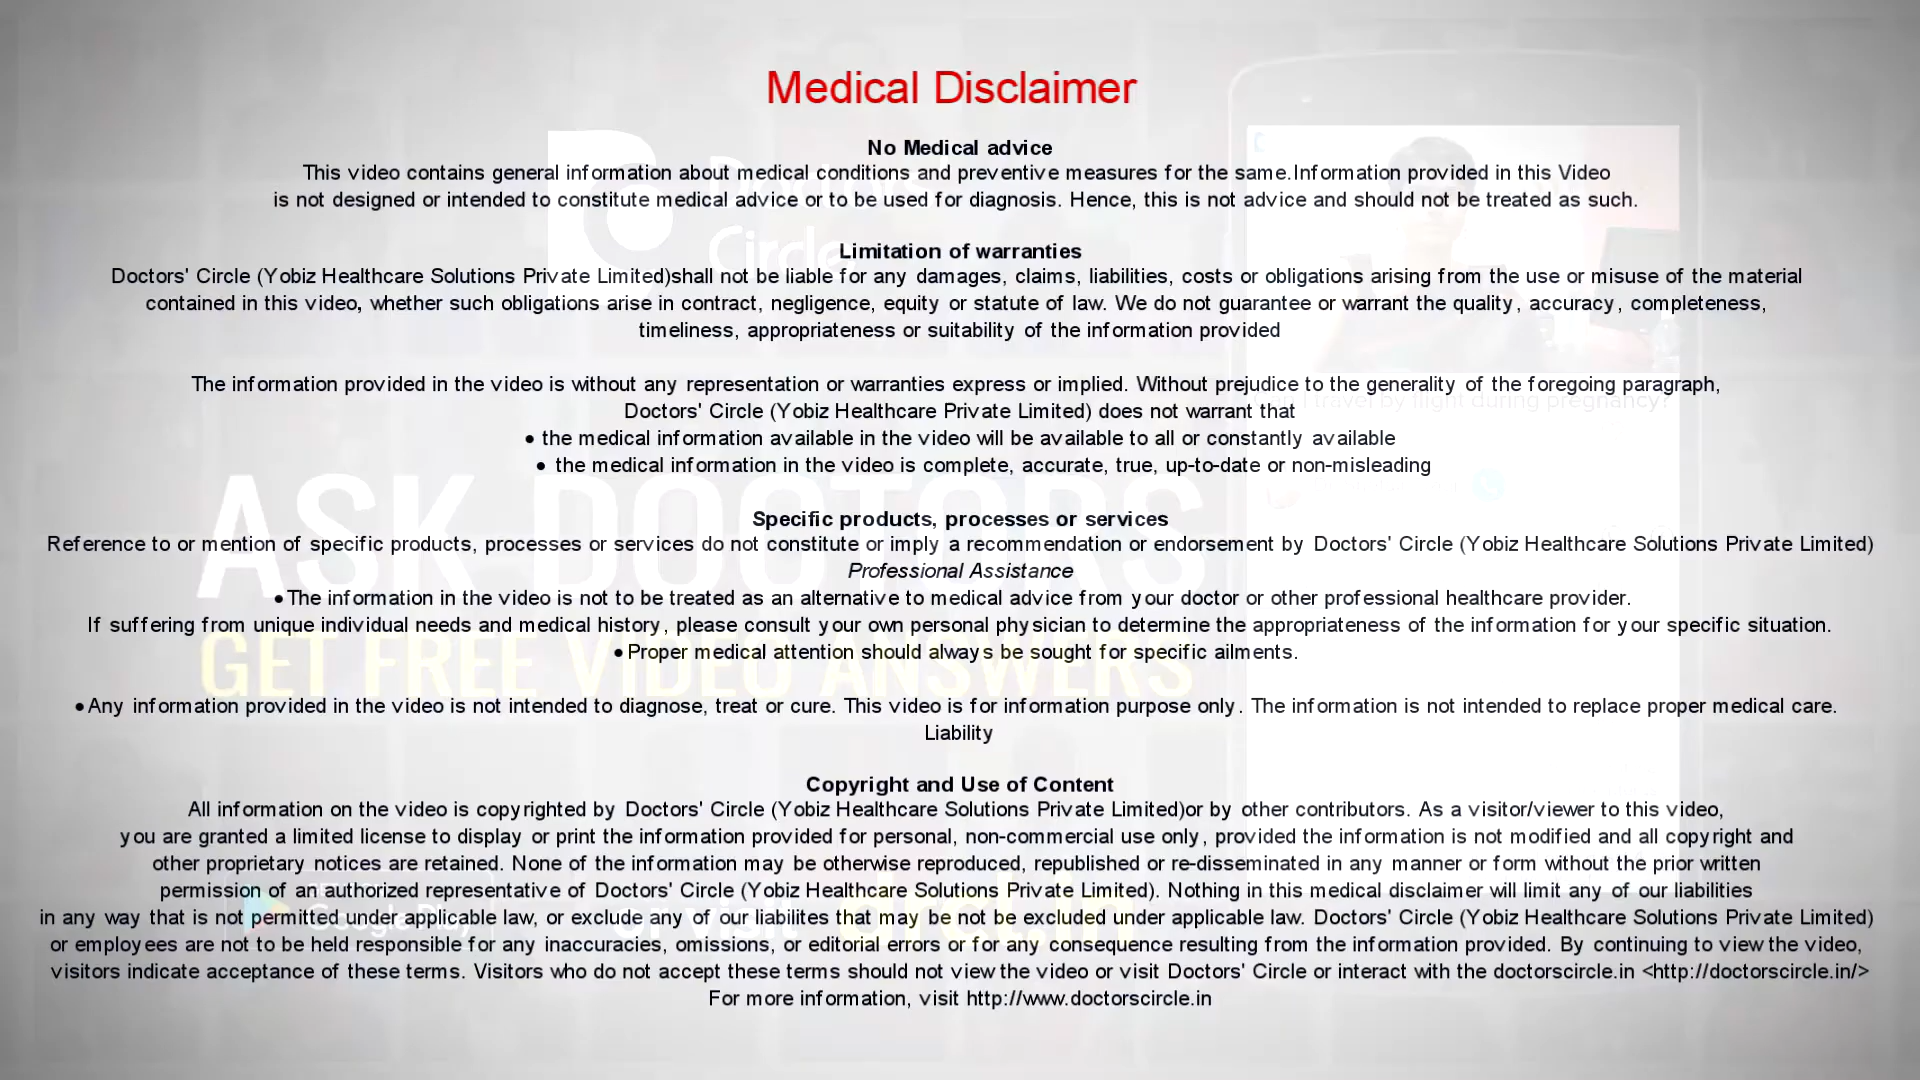 Medical Disclaimer
No Medical advice
This video contains general information about medical conditions and preventive measures for the same.Information provided in this Video
is not designed or intended to constitute medical advice or to be used for diagnosis. Hence, this is not advice and should not be treated as such.
Doctors'
Circle
Limitation of warranties
Doctors' Circle (Yobiz Healthcare Solutions Private Limited)shall not be liable for any damages, claims, liabilities, costs or obligations arising from the use or misuse of the material
contained in this video, whether such obligations arise in contract, negligence, equity or statute of law. We do not guarantee or warrant the quality, accuracy, completeness,
timeliness, appropriateness or suitability of the information provided
The information provided in the video is without any representation or warranties express or implied. Without prejudice to the generality of the foregoing paragraph,
Can I travel by flight during pregnancy?
Doctors' Circle (Yobiz Healthcare Private Limited) does not warrant that
• the medical information available in the video will be available to all or constantly available
• the medical information in the video is complete, accurate, true, up-to-date or non-misleading
ASK DOCTORS
Specific products, processes or services
Reference to or mention of specific products, processes or services do not constitute or imply a recommendation or endorsement by Doctors' Circle (Yobiz Healthcare Solutions Private Limited)
Professional Assistance
•The information in the video is not to be treated as an alternative to medical advice from your doctor or other professional healthcare provider.
If suffering from unique individual needs and medical history, please consult your own personal physician to determine the appropriateness of the information for your specific situation.
•Proper medical attention should always be sought for specific ailments.
GET FREE VIDEO ANSWERS
•Any information provided in the video is not intended to diagnose, treat or cure. This video is for information purpose only. The information is not intended to replace proper medical care.
Liability
Copyright and Use of Content
All information on the video is copyrighted by Doctors' Circle (Yobiz Healthcare Solutions Private Limited)or by other contributors. As a visitor/viewer to this video,
you are granted a limited license to display or print the information provided for personal, non-commercial use only, provided the information is not modified and all copyright and
other proprietary notices are retained. None of the information may be otherwise reproduced, republished or re-disseminated in any manner or form without the prior written
permission of an authorized representative of Doctors' Circle (Yobiz Healthcare Solutions Private Limited). Nothing in this medical disclaimer will limit any of our liabilities
in any way that is not permitted under applicable law, or exclude any of our liabilites that may be not be excluded under applicable law. Doctors' Circle (Yobiz Healthcare Solutions Private Limited)
Google Play
or visit drcl.in
or employees are not to be held responsible for any inaccuracies, omissions, or editorial errors or for any consequence resulting from the information provided. By continuing to view the video,
visitors indicate acceptance of these terms. Visitors who do not accept these terms should not view the video or visit Doctors' Circle or interact with the doctorscircle.in <http://doctorscircle.in/>
For more information, visit http://www.doctorscircle.in